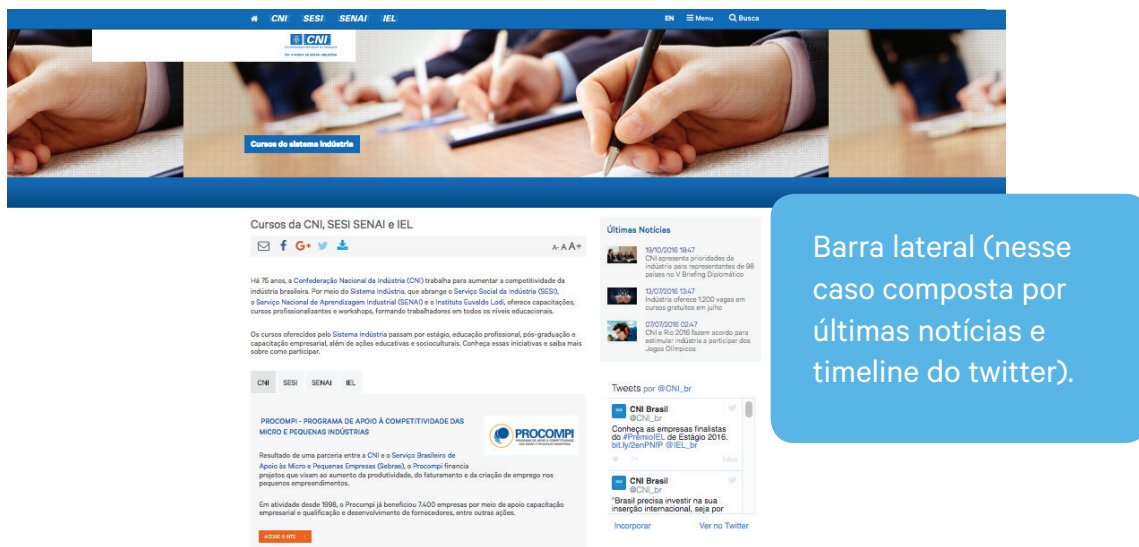 CNI SESI SENAI IEL
EN Menu Busca
CNI
Cursos do sistema Indústria
Cursos da CNI, SESI SENAI e IEL
A- A A+
Há 75 anos, a Confederação Nacional da Indústria (CNI) trabalha para aumentar a competitividade da
indústria brasileira. Por meio do Sistema Indústria, que abrange o Serviço Social da Indústria (SESI),
o Serviço Nacional de Aprendizagem Industrial (SENAI) e o Instituto Euvaldo Lodi, oferece capacitações,
cursos profissionalizantes e workshops, formando trabalhadores em todos os níveis educacionais.
Os cursos oferecidos pelo Sistema Indústria passam por estágio, educação profissional, pós-graduação e
capacitação empresarial, além de ações educativas e socioculturais. Conheça essas iniciativas e saiba mais
sobre como participar.
CNI SESI SENAI IEL
PROCOMPI - PROGRAMA DE APOIO À COMPETITIVIDADE DAS
MICRO E PEQUENAS INDÚSTRIAS
PROCOMPI
Resultado de uma parceria entre a CNI e o Serviço Brasileiro de
Apoio às Micro e Pequenas Empresas (Sebrae), o Procompi financia
projetos que visam ao aumento da produtividade, do faturamento e da criação de emprego nos
pequenos empreendimentos.
Em atividade desde 1998, o Procompi já beneficiou 7.400 empresas por meio de apoio capacitação
empresarial e qualificação e desenvolvimento de fornecedores, entre outras ações.
ACESSE O SITE
Últimas Notícias
19/10/2016 18:47
CNI apresenta prioridades da
indústria para representantes de 98
países no V Briefing Diplomático
13/07/2016 13:47
Indústria oferece 1.200 vagas em
cursos gratuitos em julho
07/07/2016 02:47
CNI e Rio 2016 fazem acordo para
estimular indústria a participar dos
Jogos Olímpicos
Tweets por @CNI_br
CNI Brasil
@CNI_br
Conheça as empresas finalistas
do #PrêmioIEL de Estágio 2016.
bit.ly/2enPNfP @IEL_br
14m
CNI Brasil
@CNI_br
"Brasil precisa investir na sua
inserção internacional, seja por
Incorporar Ver no Twitter
Barra lateral (nesse
caso composta por
últimas notícias e
timeline do twitter).